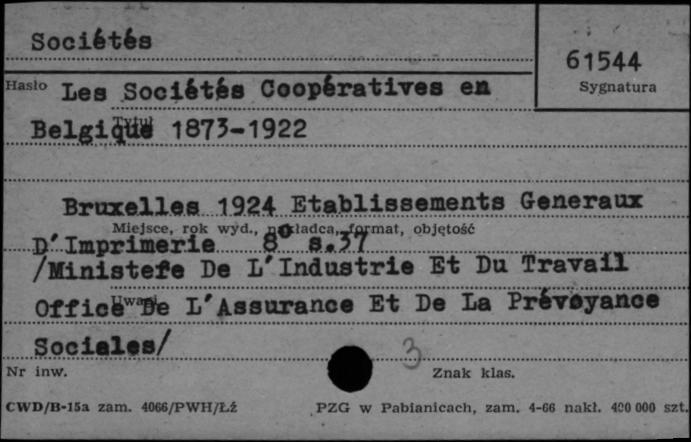 Sociétés
61544
Hasło
Sygnatura
Les Sociétés Coopératives en
Tytuł
Belgique 1873-1922
Bruxelles 1924 Etablissements Generaux
Miejsce, rok wyd., nakładca, format, objętość
D'Imprimerie 8° s.37
/Ministere De L'Industrie Et Du Travail
Uwagi
Office De L'Assurance Et De La Prévoyance
Sociales/
3
Nr inw.
Znak klas.
CWD/B-15a zam. 4066/PWH/Łź
PZG w Pabianicach, zam. 4-66 nakł. 400 000 szt.